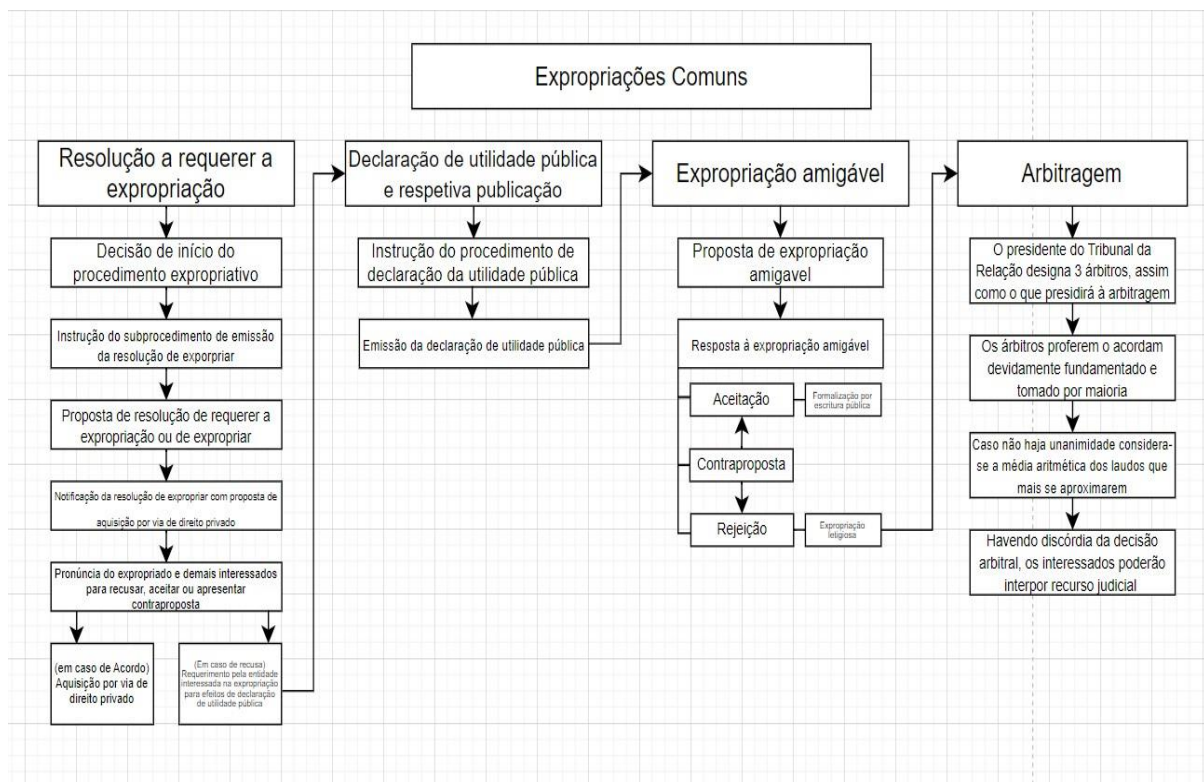 Expropriações Comuns
Resolução a requerer a
expropriação
Decisão de início do
procedimento expropriativo
Instrução do subprocedimento de emissão
da resolução de exporpriar
Proposta de resolução de requerer a
expropriação ou de expropriar
Notificação da resolução de expropriar com proposta de
aquisição por via de direito privado
Pronúncia do expropriado e demais interessados
para recusar, aceitar ou apresentar
contraproposta
(em caso de Acordo)
Aquisição por via de
direito privado
(Em caso de recusa)
Requerimento pela entidade
interessada na expropriação
para efeitos de declaração
de utilidade pública
Declaração de utilidade pública
e respetiva publicação
Instrução do procedimento de
declaração da utilidade pública
Emissão da declaração de utilidade pública
Expropriação amigável
Proposta de expropriação
amigavel
Resposta à expropriação amigável
Aceitação
Formalização por
escritura pública
Contraproposta
Rejeição
Expropriação
letigiosa
Arbitragem
O presidente do Tribunal da
Relação designa 3 árbitros, assim
como o que presidirá à arbitragem
Os árbitros proferem o acordam
devidamente fundamentado e
tomado por maioria
Caso não haja unanimidade considera-
se a média aritmética dos laudos que
mais se aproximarem
Havendo discórdia da decisão
arbitral, os interessados poderão
interpor recurso judicial